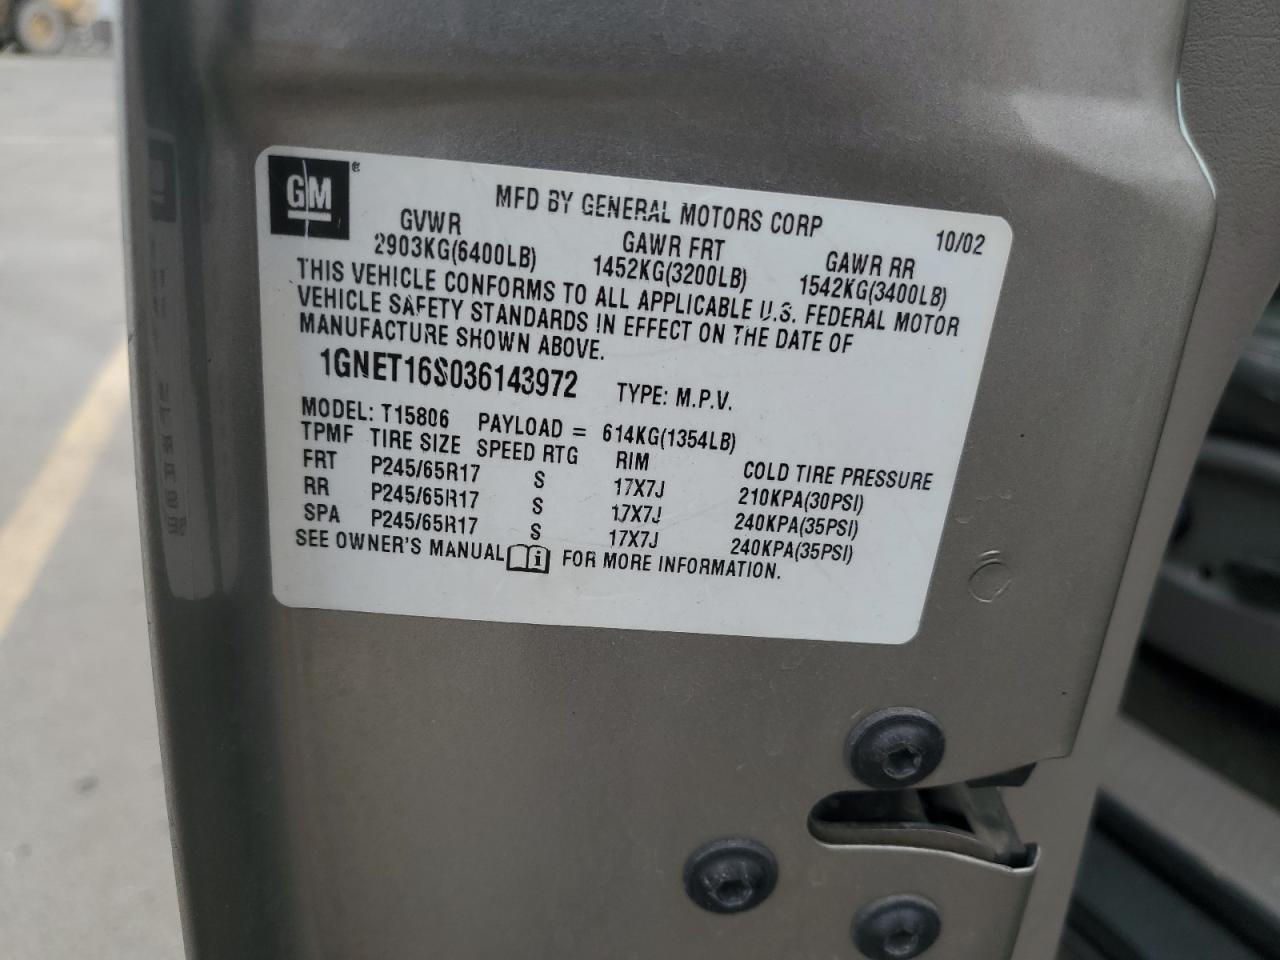 GM ®
MFD BY GENERAL MOTORS CORP 10/02
GVWR GAWR FRT GAWR RR
2903KG(6400LB) 1452KG(3200LB) 1542KG(3400LB)
THIS VEHICLE CONFORMS TO ALL APPLICABLE U.S. FEDERAL MOTOR
VEHICLE SAFETY STANDARDS IN EFFECT ON THE DATE OF
MANUFACTURE SHOWN ABOVE.
1GNET16S036143972 TYPE: M.P.V.
MODEL: T15806 PAYLOAD = 614KG(1354LB)
TPMF TIRE SIZE SPEED RTG RIM COLD TIRE PRESSURE
FRT P245/65R17 S 17X7J 210KPA(30PSI)
RR P245/65R17 S 17X7J 240KPA(35PSI)
SPA P245/65R17 S 17X7J 240KPA(35PSI)
SEE OWNER'S MANUAL FOR MORE INFORMATION.